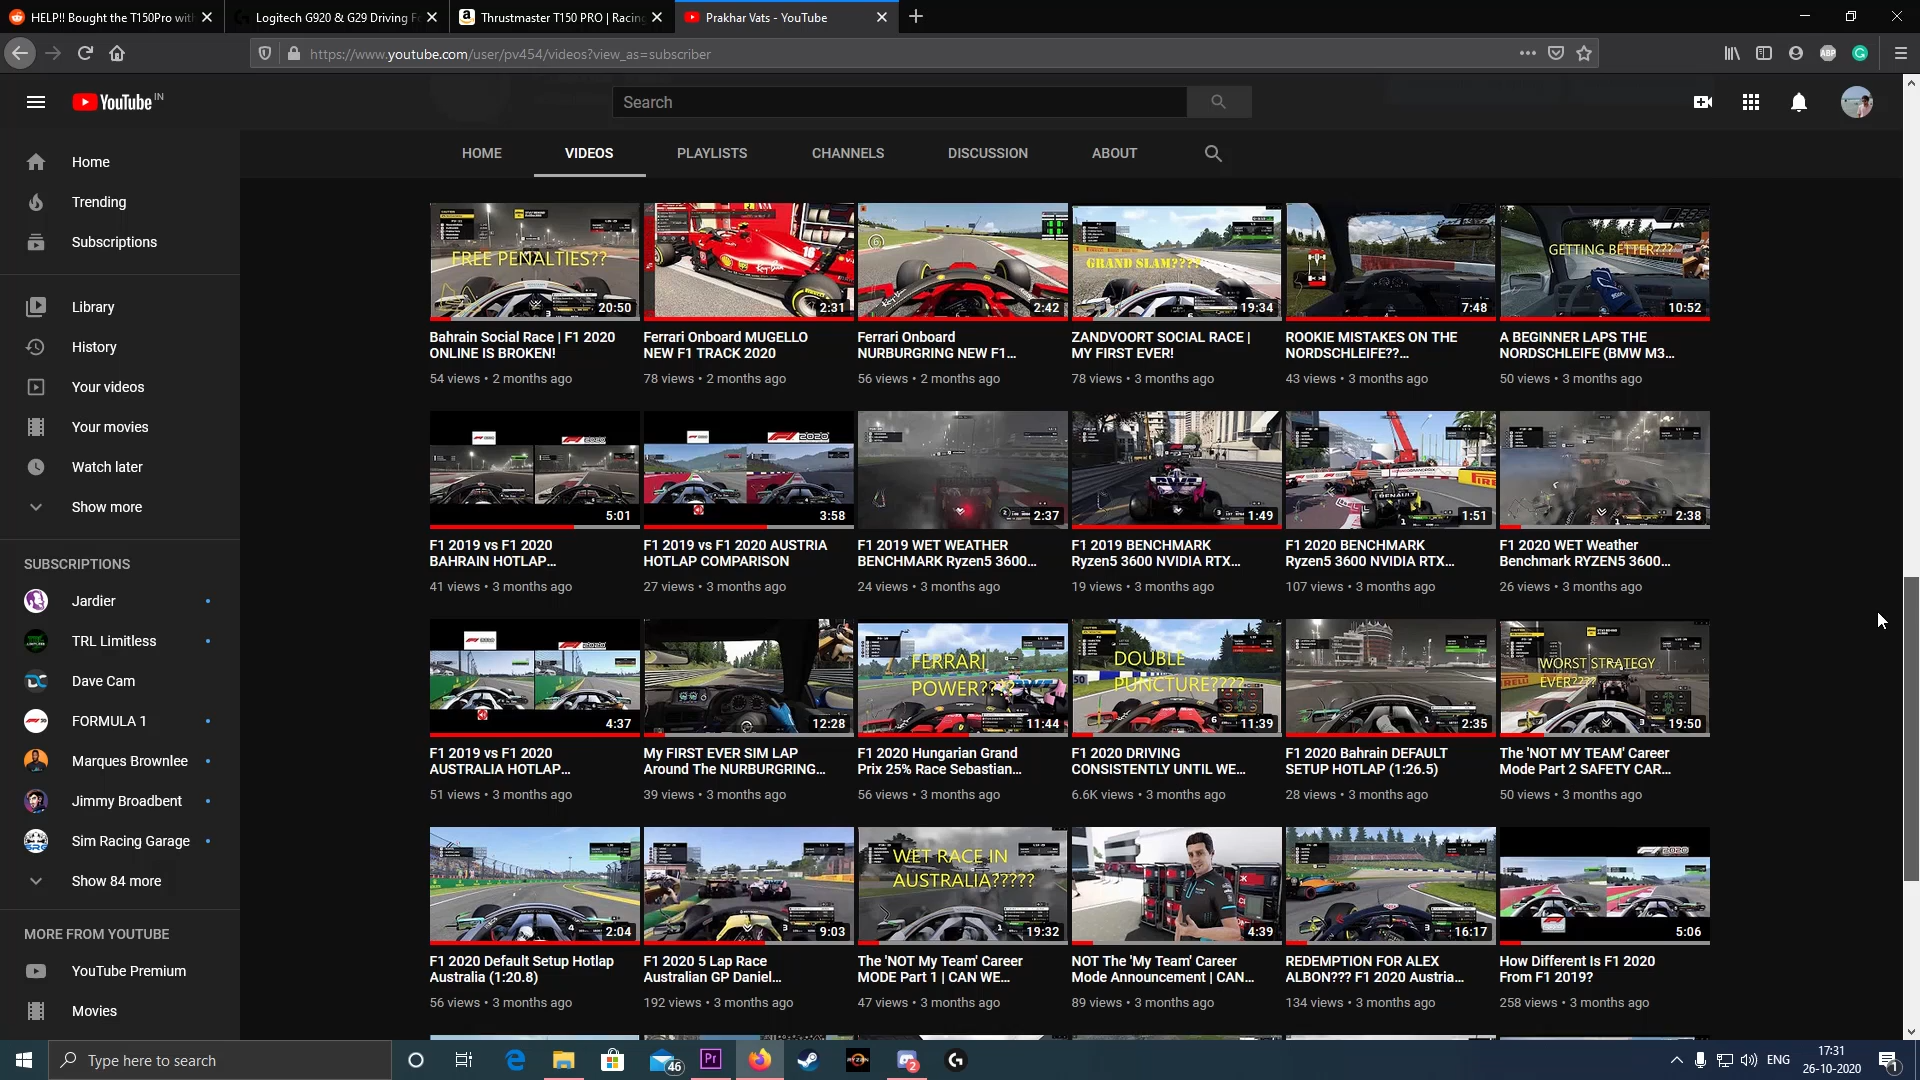 HELP!! Bought the T150Pro with
Logitech G920 & G29 Driving F
Thrustmaster T150 PRO | Racing
Prakhar Vats - YouTube
https://www.youtube.com/user/pv454/videos?view_as=subscriber
ABP
YouTube IN
Search
Home
Trending
Subscriptions
Library
History
Your videos
Your movies
Watch later
Show more
SUBSCRIPTIONS
Jardier
TRL Limitless
Dave Cam
FORMULA 1
Marques Brownlee
Jimmy Broadbent
Sim Racing Garage
Show 84 more
MORE FROM YOUTUBE
YouTube Premium
Movies
HOME VIDEOS PLAYLISTS CHANNELS DISCUSSION ABOUT
FREE PENALTIES??
20:50
Bahrain Social Race | F1 2020
ONLINE IS BROKEN!
54 views • 2 months ago
2:31
Ferrari Onboard MUGELLO
NEW F1 TRACK 2020
78 views • 2 months ago
2:42
Ferrari Onboard
NURBURGRING NEW F1...
56 views • 2 months ago
GRAND SLAM????
19:34
ZANDVOORT SOCIAL RACE |
MY FIRST EVER!
78 views • 3 months ago
7:48
ROOKIE MISTAKES ON THE
NORDSCHLEIFE??...
43 views • 3 months ago
GETTING BETTER???
10:52
A BEGINNER LAPS THE
NORDSCHLEIFE (BMW M3...
50 views • 3 months ago
5:01
F1 2019 vs F1 2020
BAHRAIN HOTLAP...
41 views • 3 months ago
3:58
F1 2019 vs F1 2020 AUSTRIA
HOTLAP COMPARISON
27 views • 3 months ago
2:37
F1 2019 WET WEATHER
BENCHMARK Ryzen5 3600...
24 views • 3 months ago
1:49
F1 2019 BENCHMARK
Ryzen5 3600 NVIDIA RTX...
19 views • 3 months ago
RENAULT
1:51
F1 2020 BENCHMARK
Ryzen5 3600 NVIDIA RTX...
107 views • 3 months ago
2:38
F1 2020 WET Weather
Benchmark RYZEN5 3600...
26 views • 3 months ago
4:37
F1 2019 vs F1 2020
AUSTRALIA HOTLAP...
51 views • 3 months ago
12:28
My FIRST EVER SIM LAP
Around The NURBURGRING...
39 views • 3 months ago
FERRARI
POWER???
11:44
F1 2020 Hungarian Grand
Prix 25% Race Sebastian...
56 views • 3 months ago
DOUBLE
PUNCTURE????
50
11:39
F1 2020 DRIVING
CONSISTENTLY UNTIL WE...
6.6K views • 3 months ago
2:35
F1 2020 Bahrain DEFAULT
SETUP HOTLAP (1:26.5)
28 views • 3 months ago
WORST STRATEGY
EVER????
19:50
The 'NOT MY TEAM' Career
Mode Part 2 SAFETY CAR...
50 views • 3 months ago
2:04
F1 2020 Default Setup Hotlap
Australia (1:20.8)
56 views • 3 months ago
9:03
F1 2020 5 Lap Race
Australian GP Daniel...
192 views • 3 months ago
WET RACE IN
AUSTRALIA?????
19:32
The 'NOT My Team' Career
MODE Part 1 | CAN WE...
47 views • 3 months ago
4:39
NOT The 'My Team' Career
Mode Announcement | CAN...
89 views • 3 months ago
16:17
REDEMPTION FOR ALEX
ALBON??? F1 2020 Austria...
134 views • 3 months ago
5:06
How Different Is F1 2020
From F1 2019?
258 views • 3 months ago
Type here to search
46
Pr
RYZEN
2
ENG
17:31
26-10-2020
1